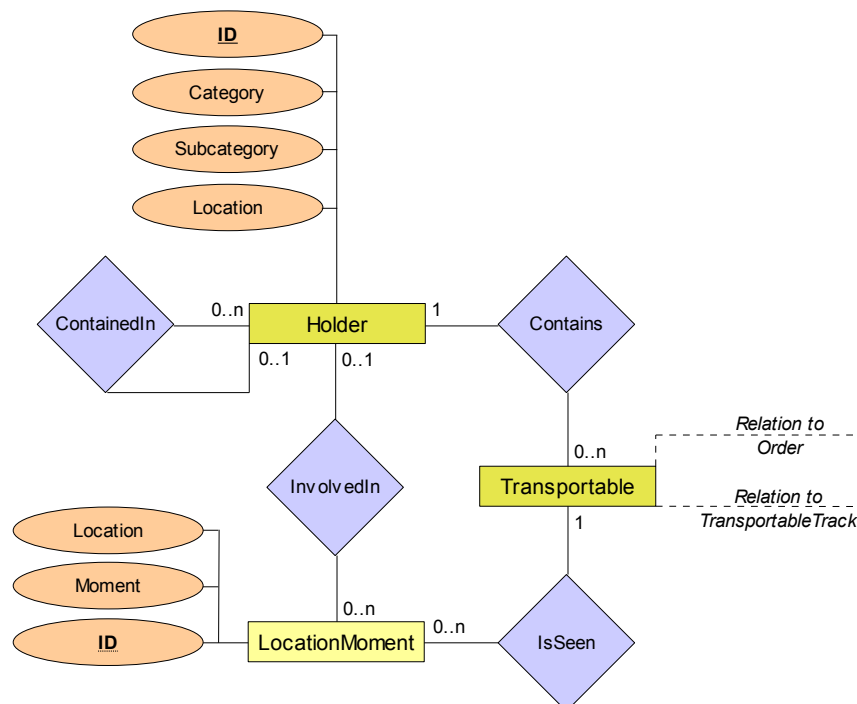 ID
Category
Subcategory
Location
0..n
1
ContainedIn
Holder
Contains
0..1
0..1
Relation to
Order
0..n
InvolvedIn
Transportable
Relation to
TransportableTrack
1
Location
Moment
0..n
0..n
ID
LocationMoment
IsSeen